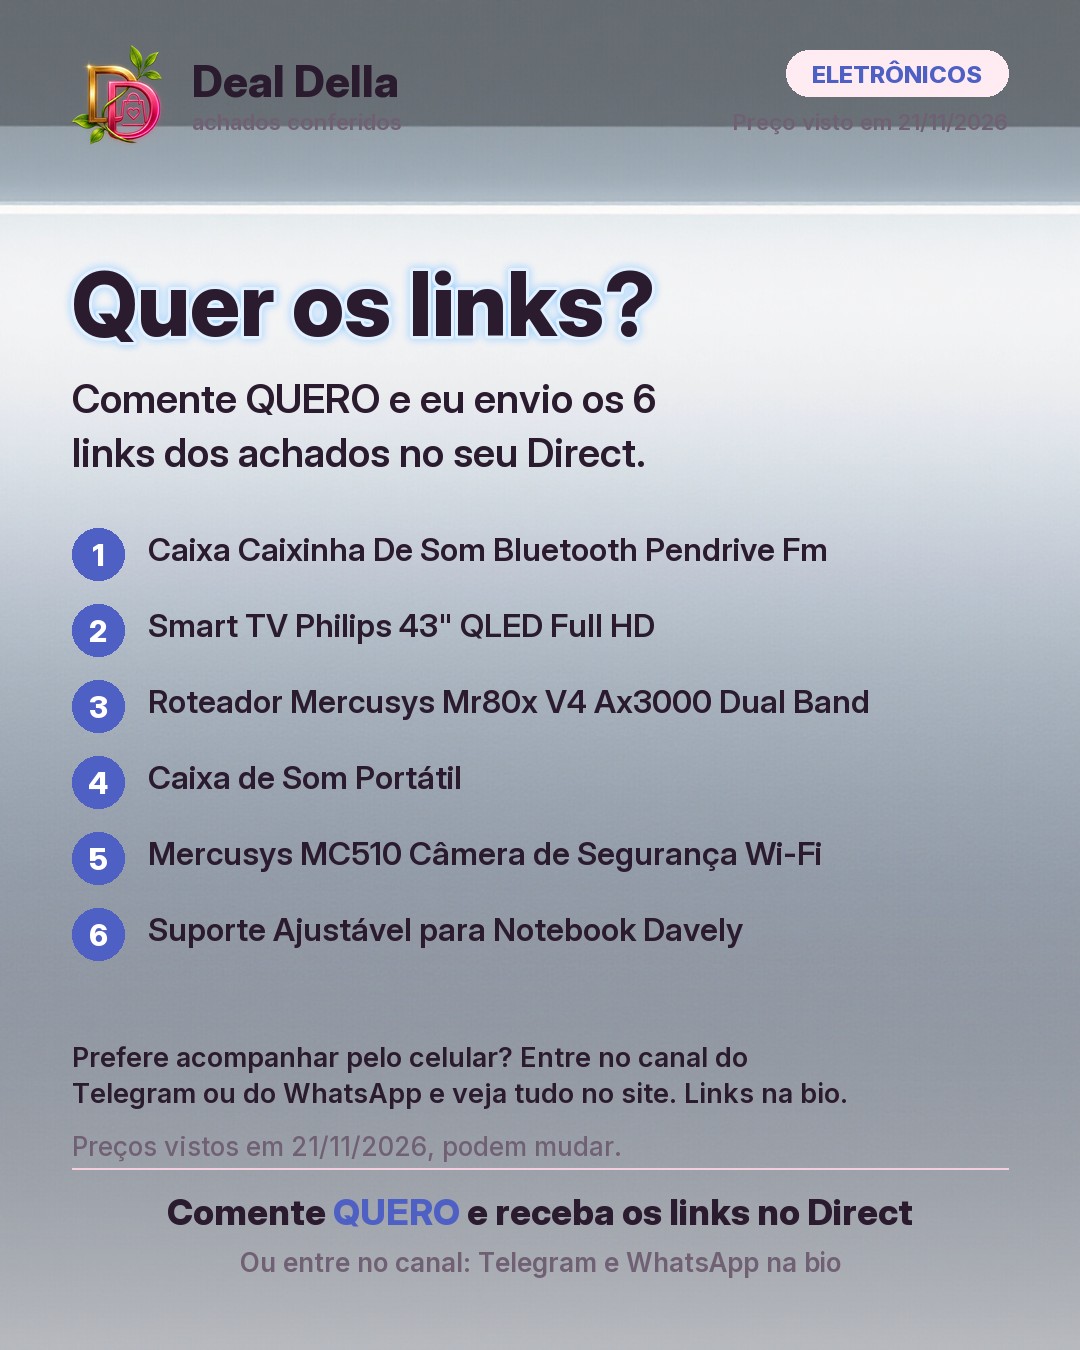 Deal Della
achados conferidos
ELETRÔNICOS
Preço visto em 21/11/2026
Quer os links?
Comente QUERO e eu envio os 6
links dos achados no seu Direct.
1 Caixa Caixinha De Som Bluetooth Pendrive Fm
2 Smart TV Philips 43" QLED Full HD
3 Roteador Mercusys Mr80x V4 Ax3000 Dual Band
4 Caixa de Som Portátil
5 Mercusys MC510 Câmera de Segurança Wi-Fi
6 Suporte Ajustável para Notebook Davely
Prefere acompanhar pelo celular? Entre no canal do
Telegram ou do WhatsApp e veja tudo no site. Links na bio.
Preços vistos em 21/11/2026, podem mudar.
Comente QUERO e receba os links no Direct
Ou entre no canal: Telegram e WhatsApp na bio